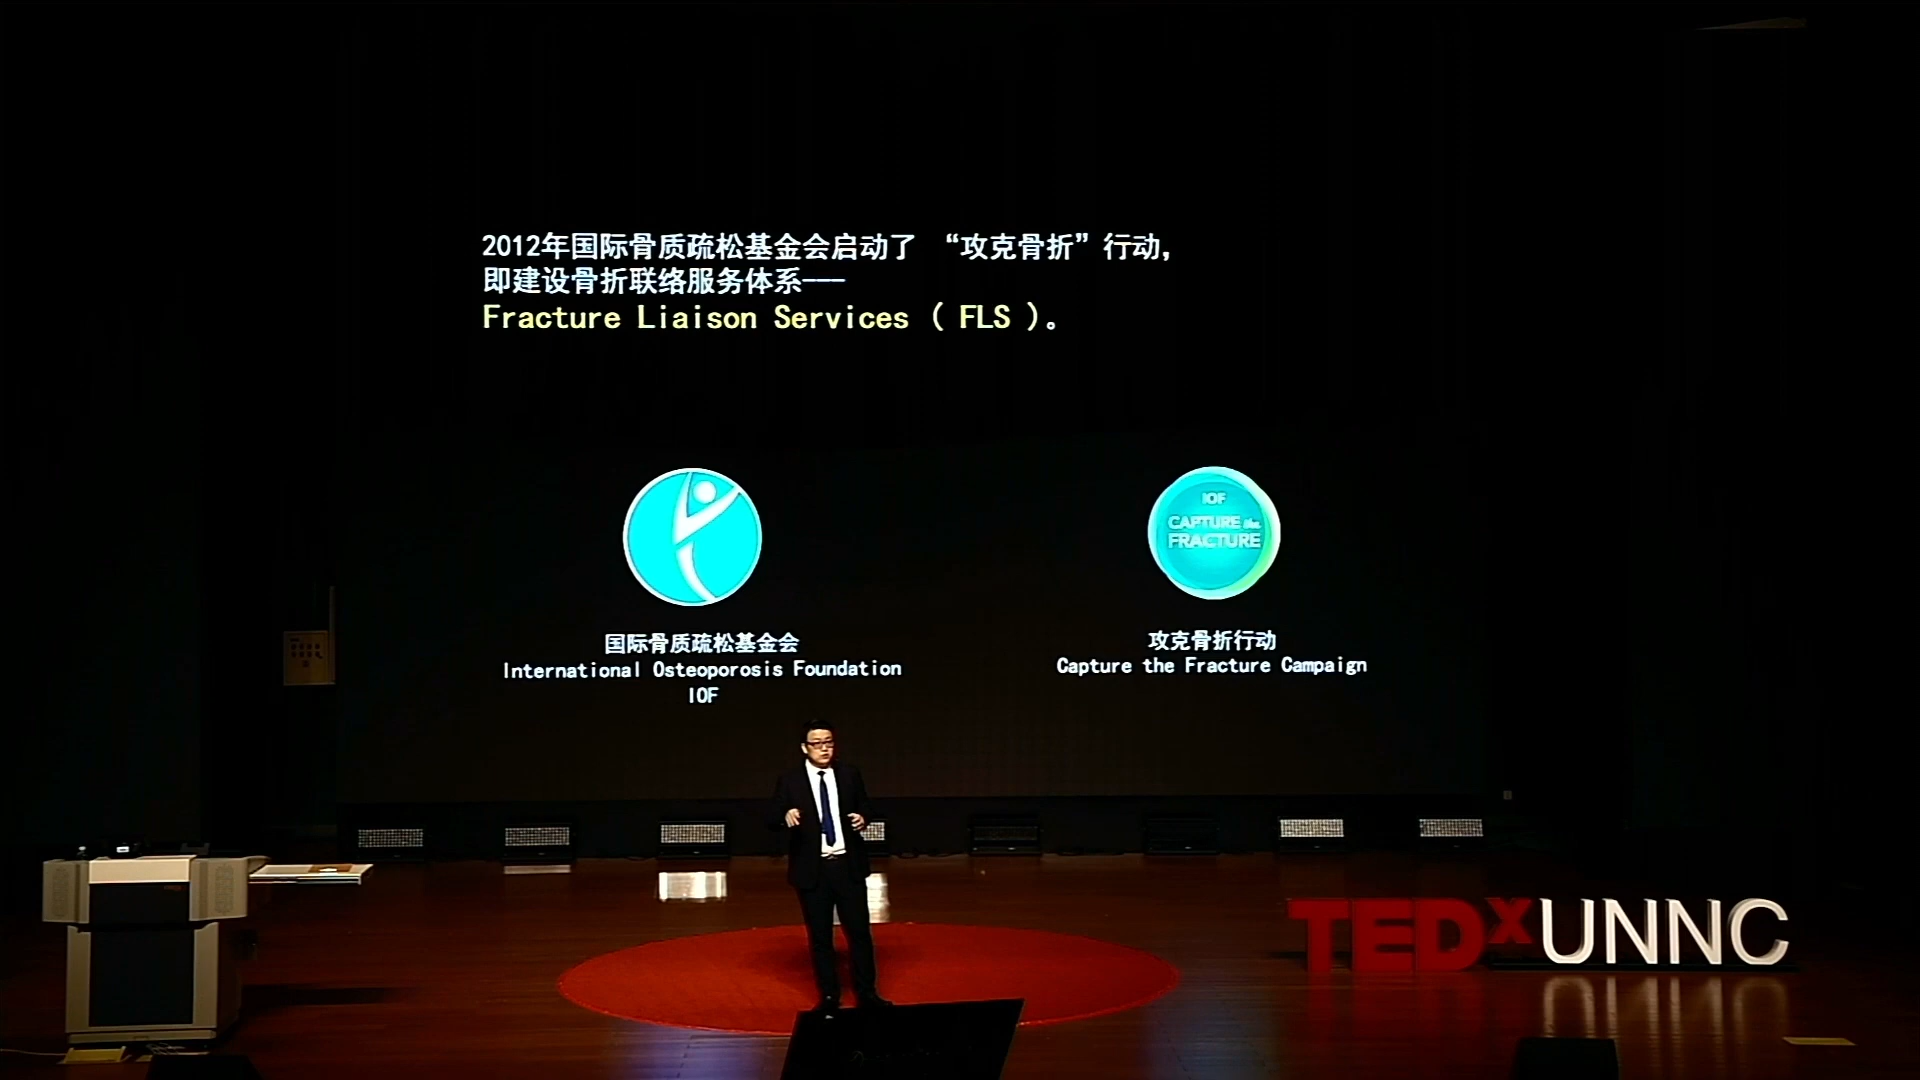 2012年国际骨质疏松基金会启动了 “攻克骨折”行动,
即建设骨折联络服务体系---
Fracture Liaison Services ( FLS )。
IOF
CAPTURE the
FRACTURE
国际骨质疏松基金会
International Osteoporosis Foundation
IOF
攻克骨折行动
Capture the Fracture Campaign
TEDxUNNC